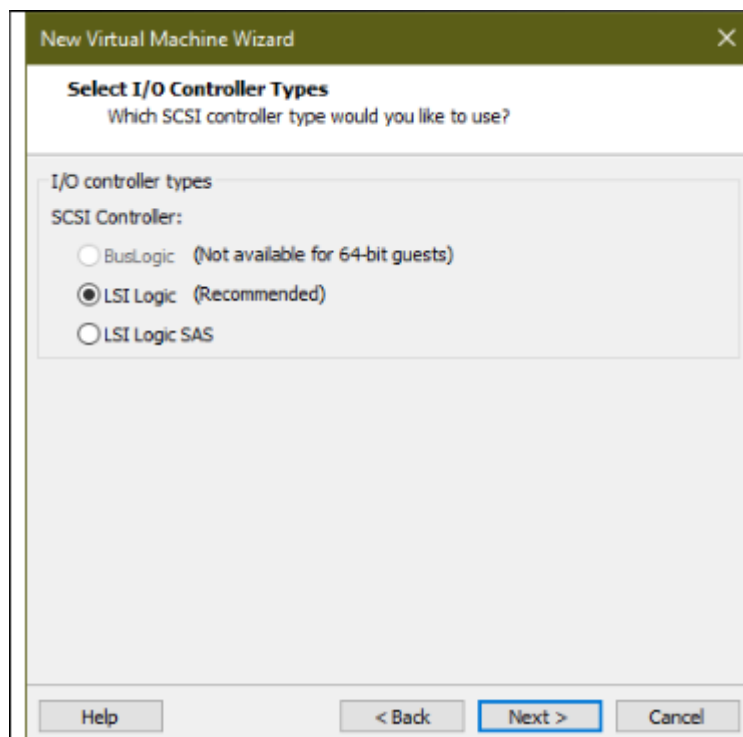 New Virtual Machine Wizard
Select I/O Controller Types
Which SCSI controller type would you like to use?
I/O controller types
SCSI Controller:
BusLogic (Not available for 64-bit guests)
LSI Logic (Recommended)
LSI Logic SAS
Help < Back Next > Cancel